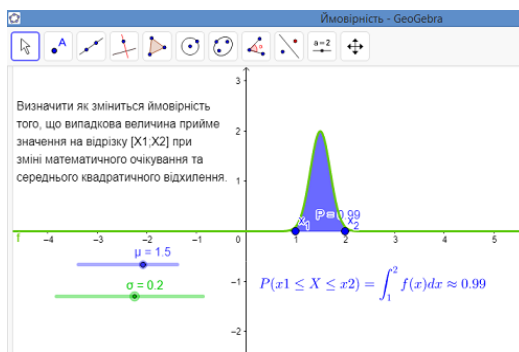 Ймовірність - GeoGebra
A
a=2
Визначити як зміниться ймовірність
того, що випадкова величина прийме
значення на відрізку [X1;X2] при
зміні математичного очікування та
середнього квадратичного відхилення.
3
2
1
P = 0.99
x₁ x₂
f
−4 −3 −2 −1 0 1 2 3 4 5
μ = 1.5
σ = 0.2
−1
P(x1 ≤ X ≤ x2) = ∫₁² f(x)dx ≈ 0.99
−2